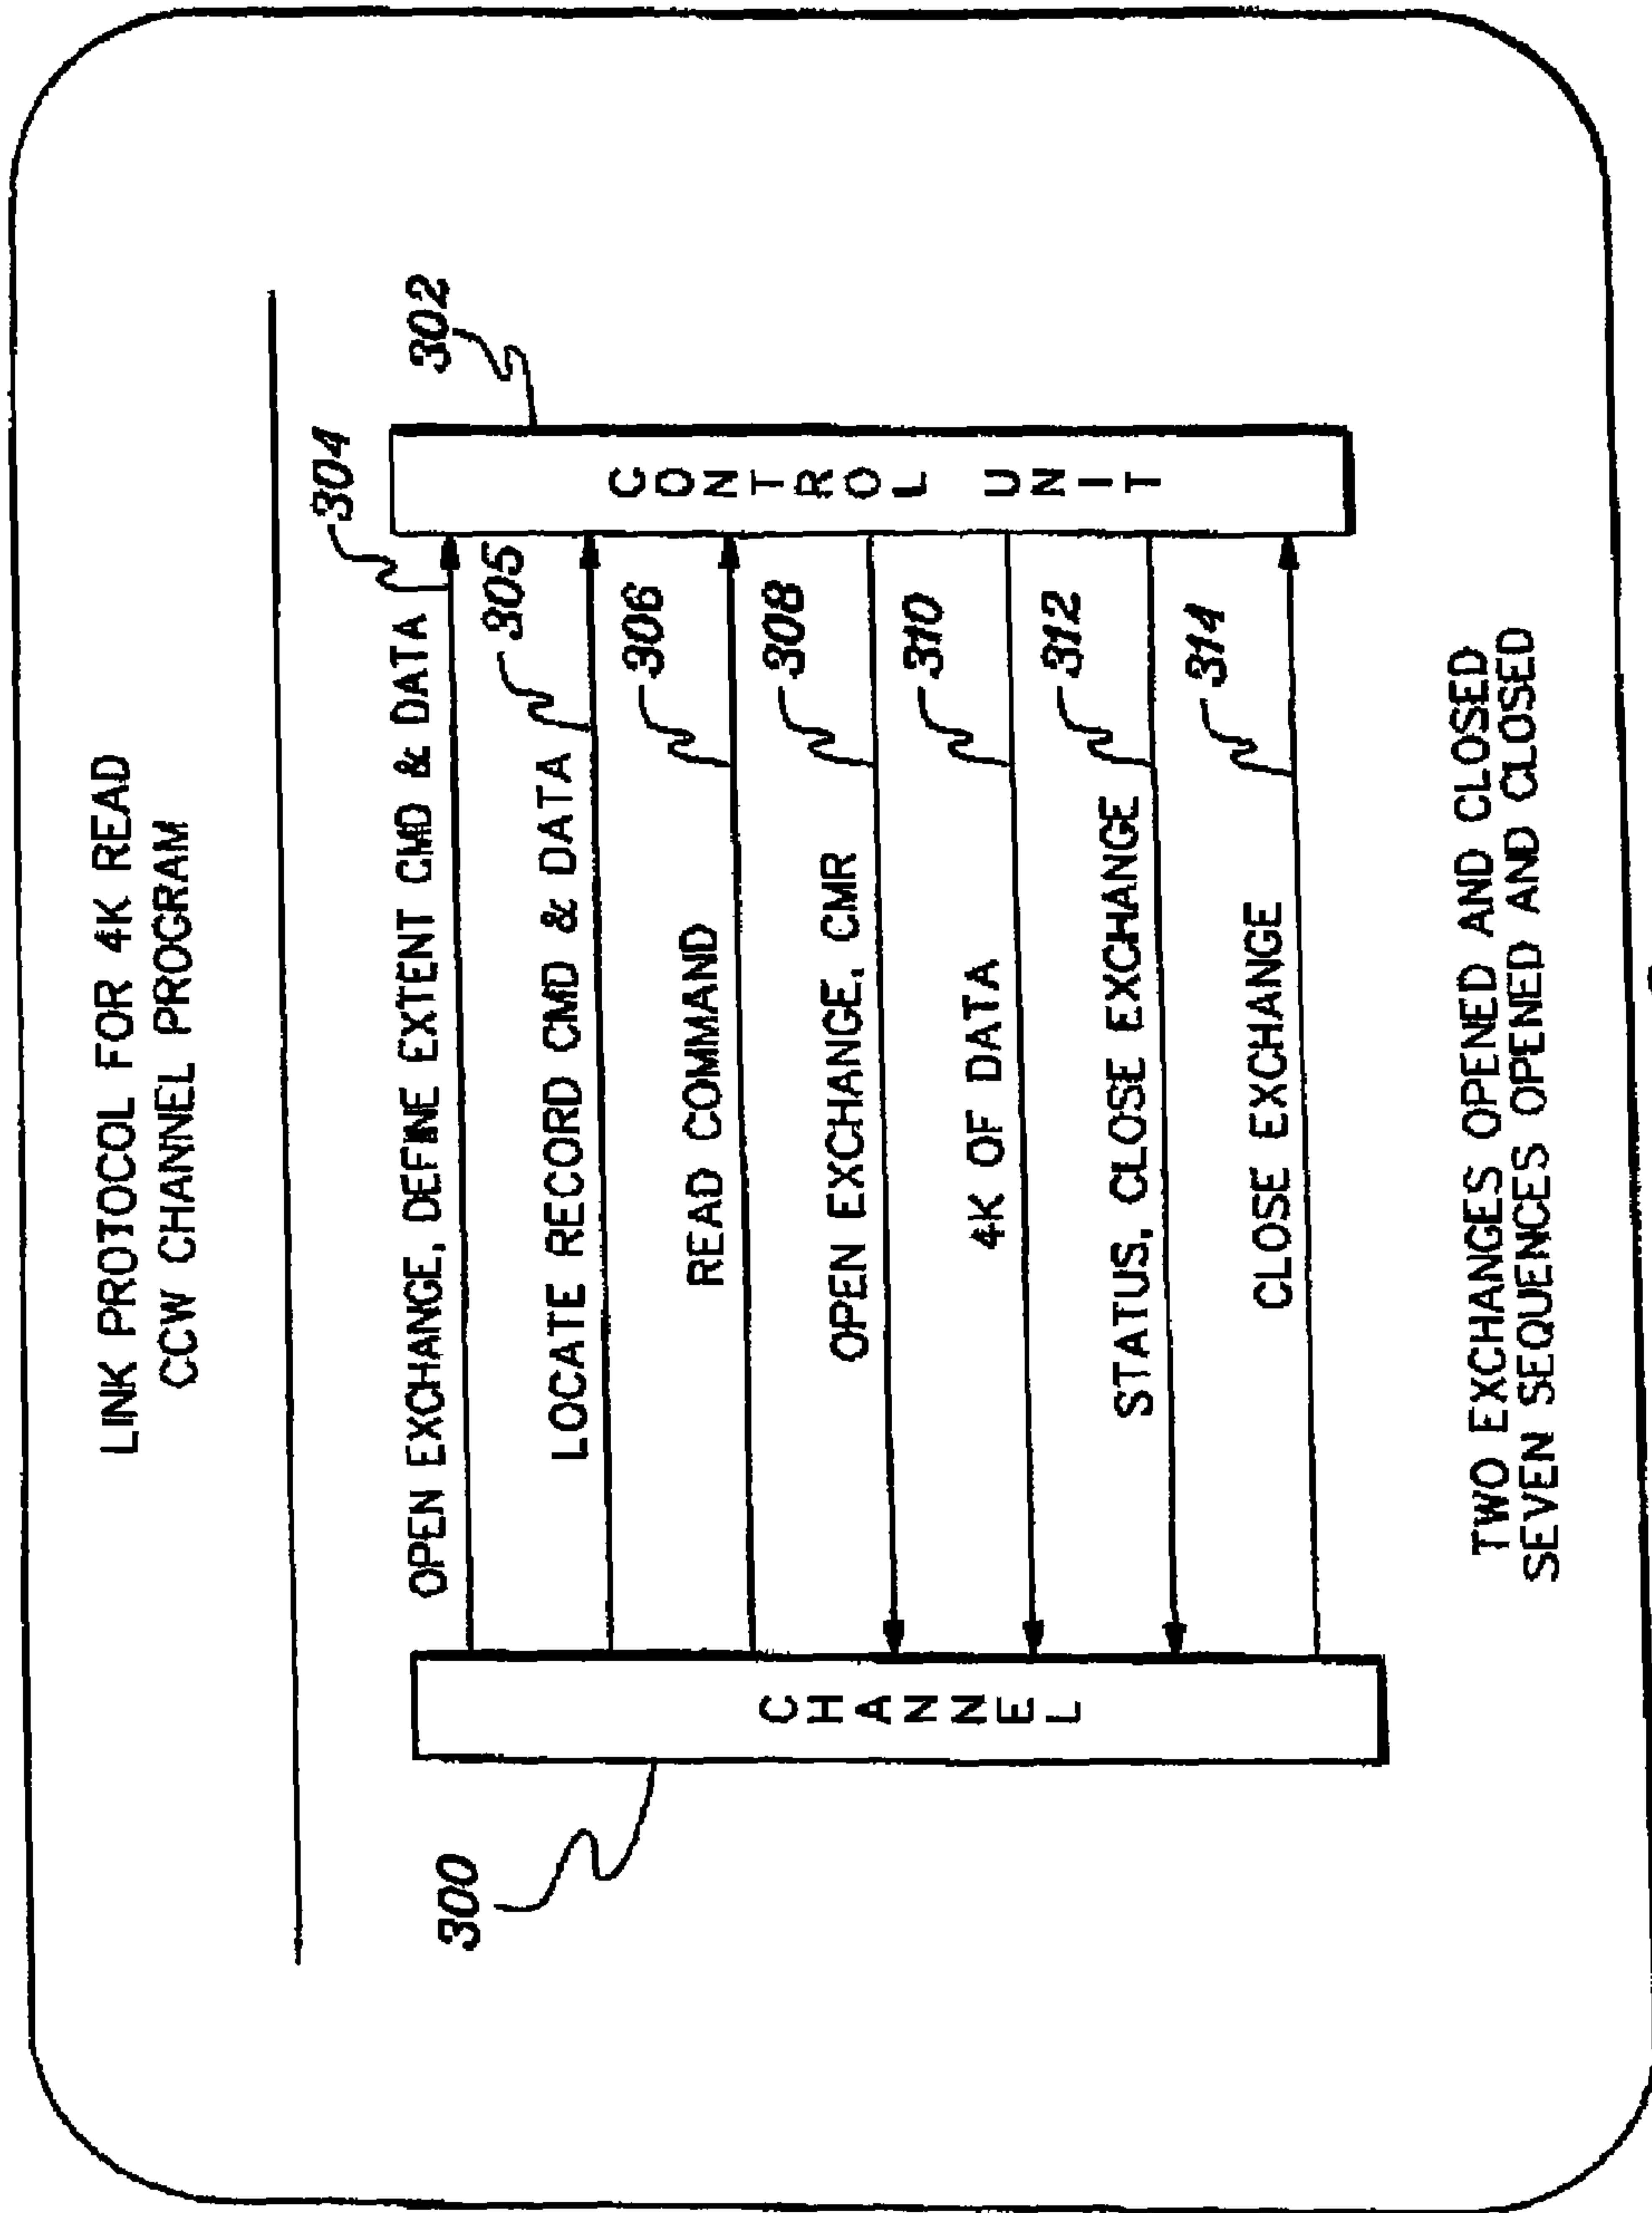 LINK PROTOCOL FOR 4K READ
CCW CHANNEL PROGRAM
300
CHANNEL
302
CONTROL UNIT
OPEN EXCHANGE, DEFINE EXTENT CMD & DATA
304
LOCATE RECORD CMD & DATA
305
READ COMMAND
306
OPEN EXCHANGE, CMR
308
4K OF DATA
310
STATUS, CLOSE EXCHANGE
312
CLOSE EXCHANGE
314
TWO EXCHANGES OPENED AND CLOSED
SEVEN SEQUENCES OPENED AND CLOSED